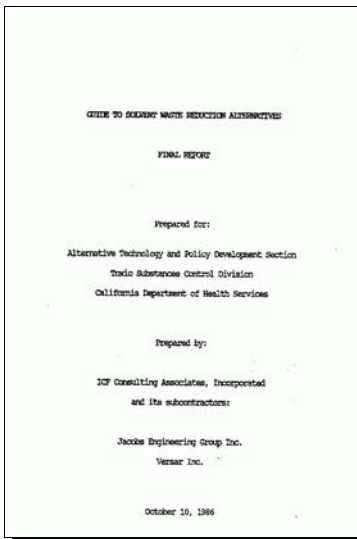 GUIDE TO SOLVENT WASTE REDUCTION ALTERNATIVES
FINAL REPORT
Prepared for:
Alternative Technology and Policy Development Section
Toxic Substances Control Division
California Department of Health Services
Prepared by:
ICF Consulting Associates, Incorporated
and its subcontractors:
Jacobs Engineering Group Inc.
Versar Inc.
October 10, 1986